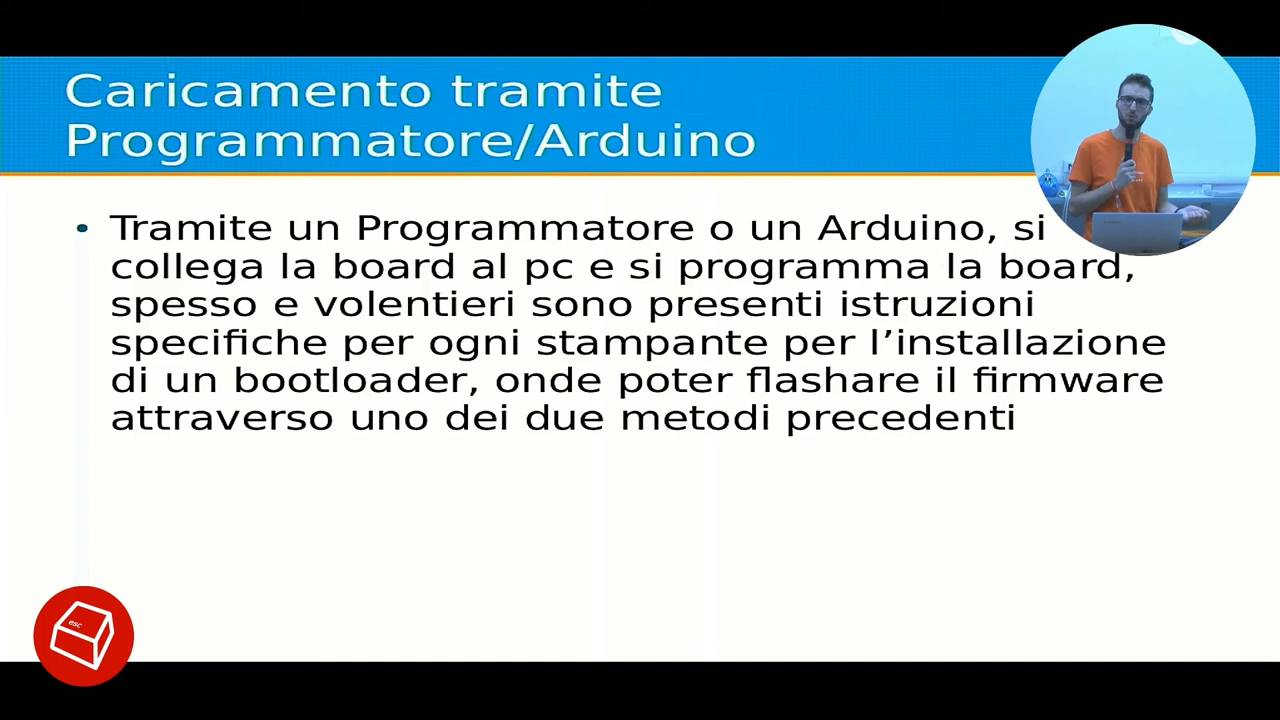 Caricamento tramite
Programmatore/Arduino
• Tramite un Programmatore o un Arduino, si
collega la board al pc e si programma la board,
spesso e volentieri sono presenti istruzioni
specifiche per ogni stampante per l’installazione
di un bootloader, onde poter flashare il firmware
attraverso uno dei due metodi precedenti
esc